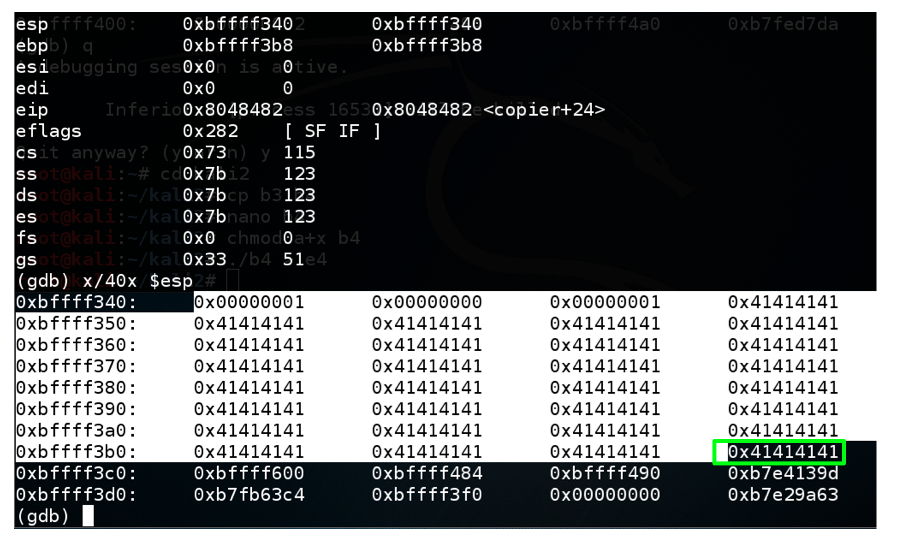 esp 0xbffff340 0xbffff340
ebp 0xbffff3b8 0xbffff3b8
esi 0x0 0
edi 0x0 0
eip 0x8048482 0x8048482 <copier+24>
eflags 0x282 [ SF IF ]
cs 0x73 115
ss 0x7b 123
ds 0x7b 123
es 0x7b 123
fs 0x0 0
gs 0x33 51
(gdb) x/40x $esp
0xbffff340: 0x00000001 0x00000000 0x00000001 0x41414141
0xbffff350: 0x41414141 0x41414141 0x41414141 0x41414141
0xbffff360: 0x41414141 0x41414141 0x41414141 0x41414141
0xbffff370: 0x41414141 0x41414141 0x41414141 0x41414141
0xbffff380: 0x41414141 0x41414141 0x41414141 0x41414141
0xbffff390: 0x41414141 0x41414141 0x41414141 0x41414141
0xbffff3a0: 0x41414141 0x41414141 0x41414141 0x41414141
0xbffff3b0: 0x41414141 0x41414141 0x41414141 0x41414141
0xbffff3c0: 0xbffff600 0xbffff484 0xbffff490 0xb7e4139d
0xbffff3d0: 0xb7fb63c4 0xbffff3f0 0x00000000 0xb7e29a63
(gdb)